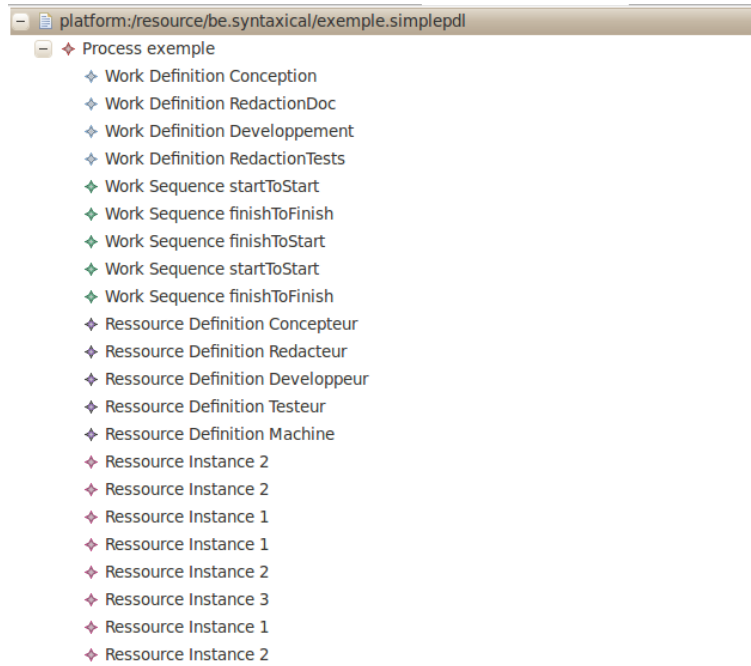 platform:/resource/be.syntaxical/exemple.simplepdl
Process exemple
Work Definition Conception
Work Definition RedactionDoc
Work Definition Developpement
Work Definition RedactionTests
Work Sequence startToStart
Work Sequence finishToFinish
Work Sequence finishToStart
Work Sequence startToStart
Work Sequence finishToFinish
Ressource Definition Concepteur
Ressource Definition Redacteur
Ressource Definition Developpeur
Ressource Definition Testeur
Ressource Definition Machine
Ressource Instance 2
Ressource Instance 2
Ressource Instance 1
Ressource Instance 1
Ressource Instance 2
Ressource Instance 3
Ressource Instance 1
Ressource Instance 2